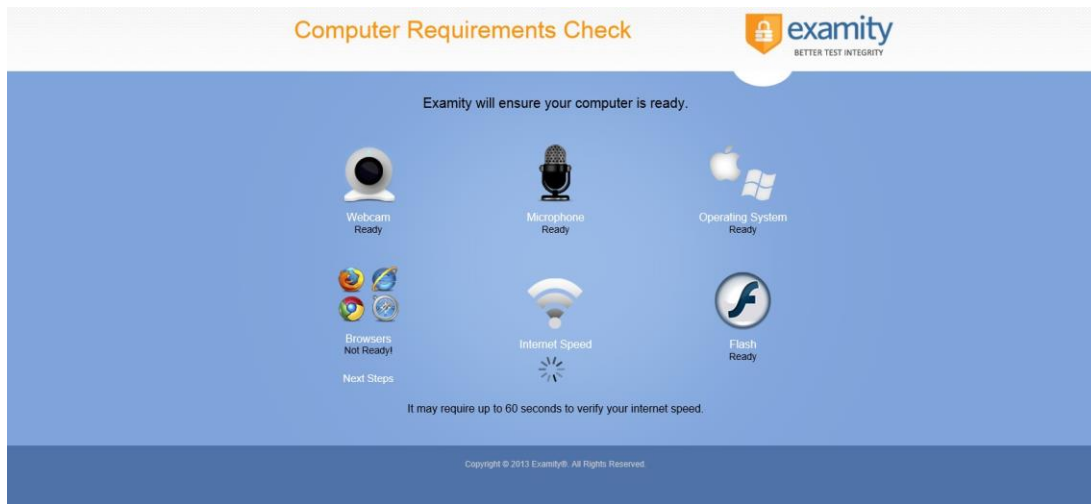 Computer Requirements Check
examity
BETTER TEST INTEGRITY
Examity will ensure your computer is ready.
Webcam
Ready
Microphone
Ready
Operating System
Ready
Browsers
Not Ready!
Next Steps
Internet Speed
Flash
Ready
It may require up to 60 seconds to verify your internet speed.
Copyright © 2013 Examity®. All Rights Reserved.